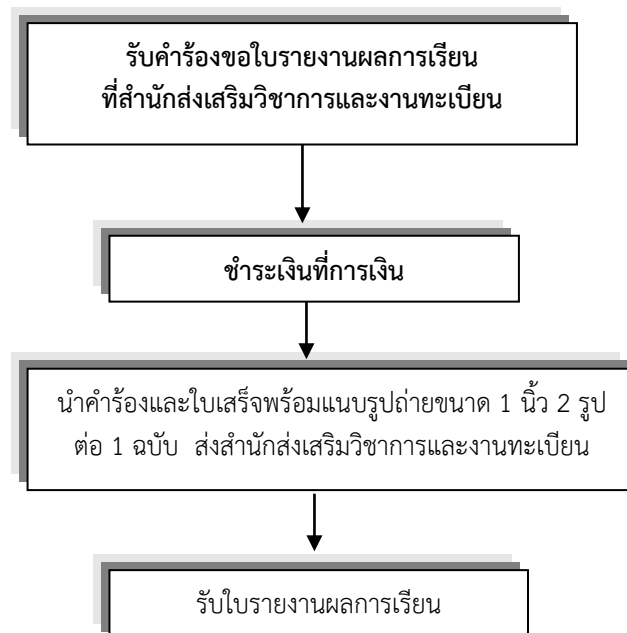 รับคำร้องขอใบรายงานผลการเรียน
ที่สำนักส่งเสริมวิชาการและงานทะเบียน
ชำระเงินที่การเงิน
นำคำร้องและใบเสร็จพร้อมแนบรูปถ่ายขนาด 1 นิ้ว 2 รูป
ต่อ 1 ฉบับ ส่งสำนักส่งเสริมวิชาการและงานทะเบียน
รับใบรายงานผลการเรียน